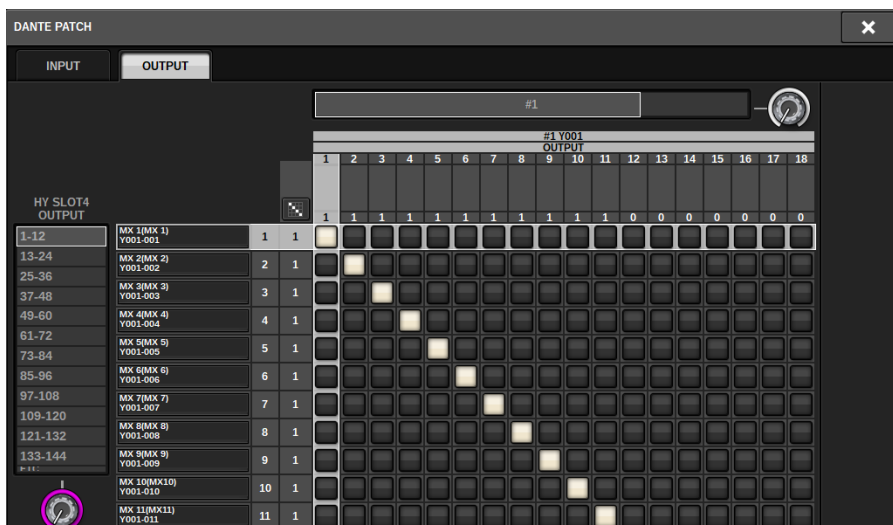 DANTE PATCH
INPUT
OUTPUT
#1
#1 Y001
OUTPUT
1 2 3 4 5 6 7 8 9 10 11 12 13 14 15 16 17 18
HY SLOT4
OUTPUT
1 1 1 1 1 1 1 1 1 1 1 0 0 0 0 0 0 0
1-12
13-24
25-36
37-48
49-60
61-72
73-84
85-96
97-108
109-120
121-132
133-144
MX 1(MX 1)
Y001-001
1 1
MX 2(MX 2)
Y001-002
2 1
MX 3(MX 3)
Y001-003
3 1
MX 4(MX 4)
Y001-004
4 1
MX 5(MX 5)
Y001-005
5 1
MX 6(MX 6)
Y001-006
6 1
MX 7(MX 7)
Y001-007
7 1
MX 8(MX 8)
Y001-008
8 1
MX 9(MX 9)
Y001-009
9 1
MX 10(MX10)
Y001-010
10 1
MX 11(MX11)
Y001-011
11 1